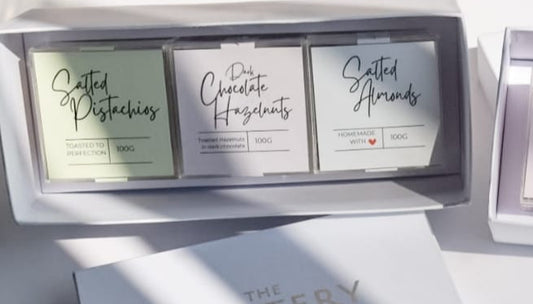 Salted
Pistachios
TOASTED TO
PERFECTION
100G
Dark
Chocolate
Hazelnuts
Toasted Hazelnuts
in dark chocolate
100G
Salted
Almonds
HOMEMADE
WITH ❤
100G
THE